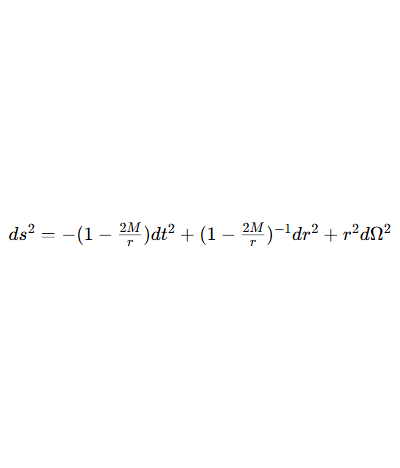 ds² = −(1 − 2M/r)dt² + (1 − 2M/r)⁻¹dr² + r²dΩ²